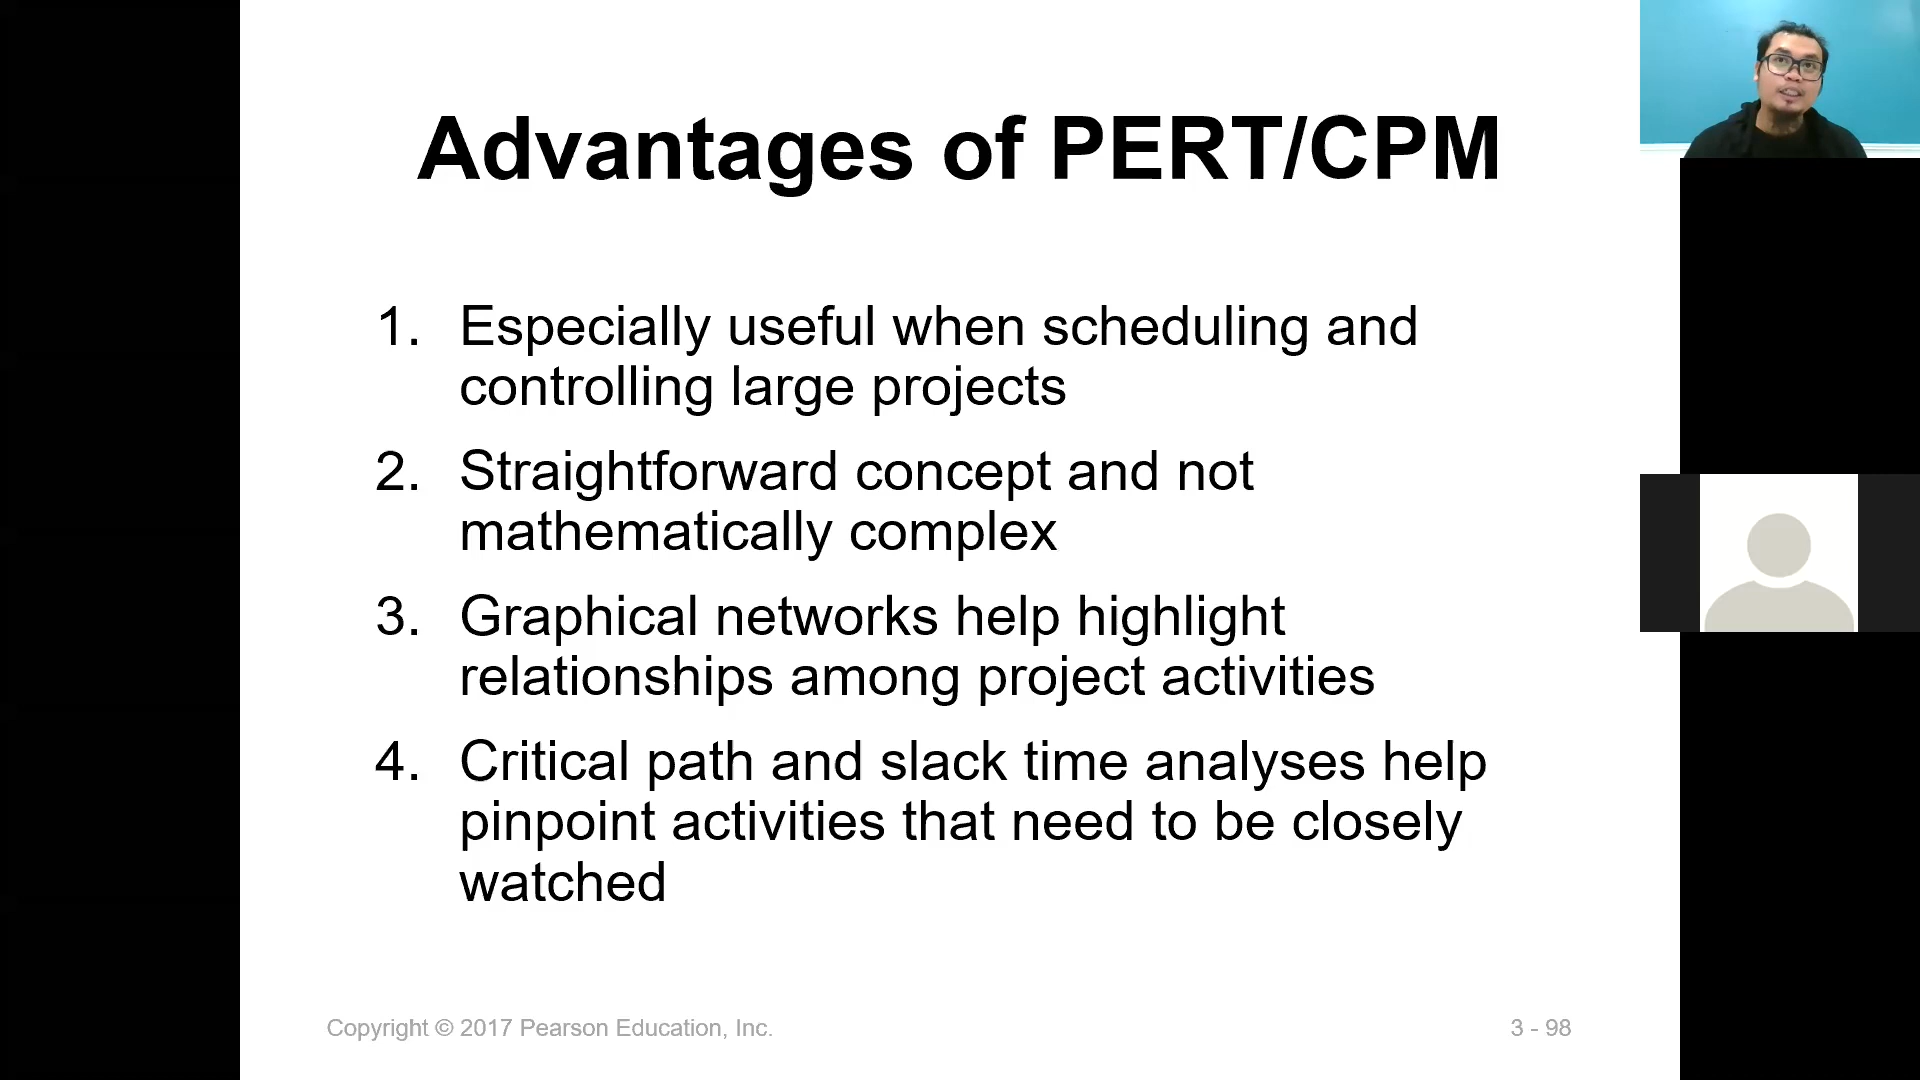 Advantages of PERT/CPM
1. Especially useful when scheduling and
controlling large projects
2. Straightforward concept and not
mathematically complex
3. Graphical networks help highlight
relationships among project activities
4. Critical path and slack time analyses help
pinpoint activities that need to be closely
watched
Copyright © 2017 Pearson Education, Inc.
3 - 98